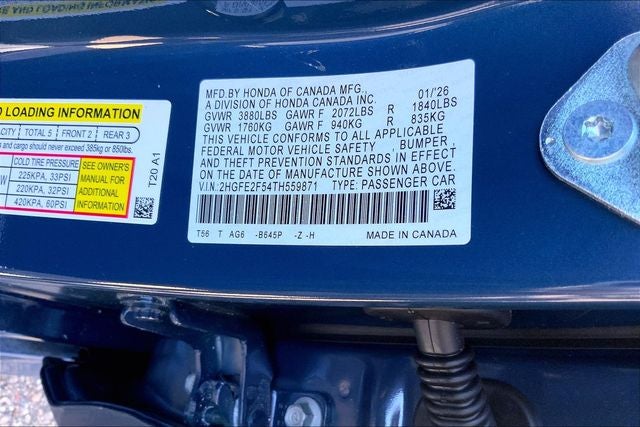 AND LOADING INFORMATION
D LOADING INFORMATION
CITY TOTAL 5 FRONT 2 REAR 3
and cargo should never exceed 385kg or 850lbs.
COLD TIRE PRESSURE
225KPA, 33PSI
220KPA, 32PSI
420KPA, 60PSI
SEE OWNER'S
MANUAL FOR
ADDITIONAL
INFORMATION
T20 A1
MFD.BY HONDA OF CANADA MFG., 01/'26
A DIVISION OF HONDA CANADA INC.
GVWR 3880LBS GAWR F 2072LBS R 1840LBS
GVWR 1760KG GAWR F 940KG R 835KG
THIS VEHICLE CONFORMS TO ALL APPLICABLE
FEDERAL MOTOR VEHICLE SAFETY , BUMPER ,
AND THEFT PREVENTION STANDARDS IN EFFECT
ON THE DATE OF MANUFACTURE SHOWN ABOVE.
V.I.N. 2HGFE2F54TH559871 TYPE: PASSENGER CAR
T56 T AG6 -B645P -Z -H MADE IN CANADA